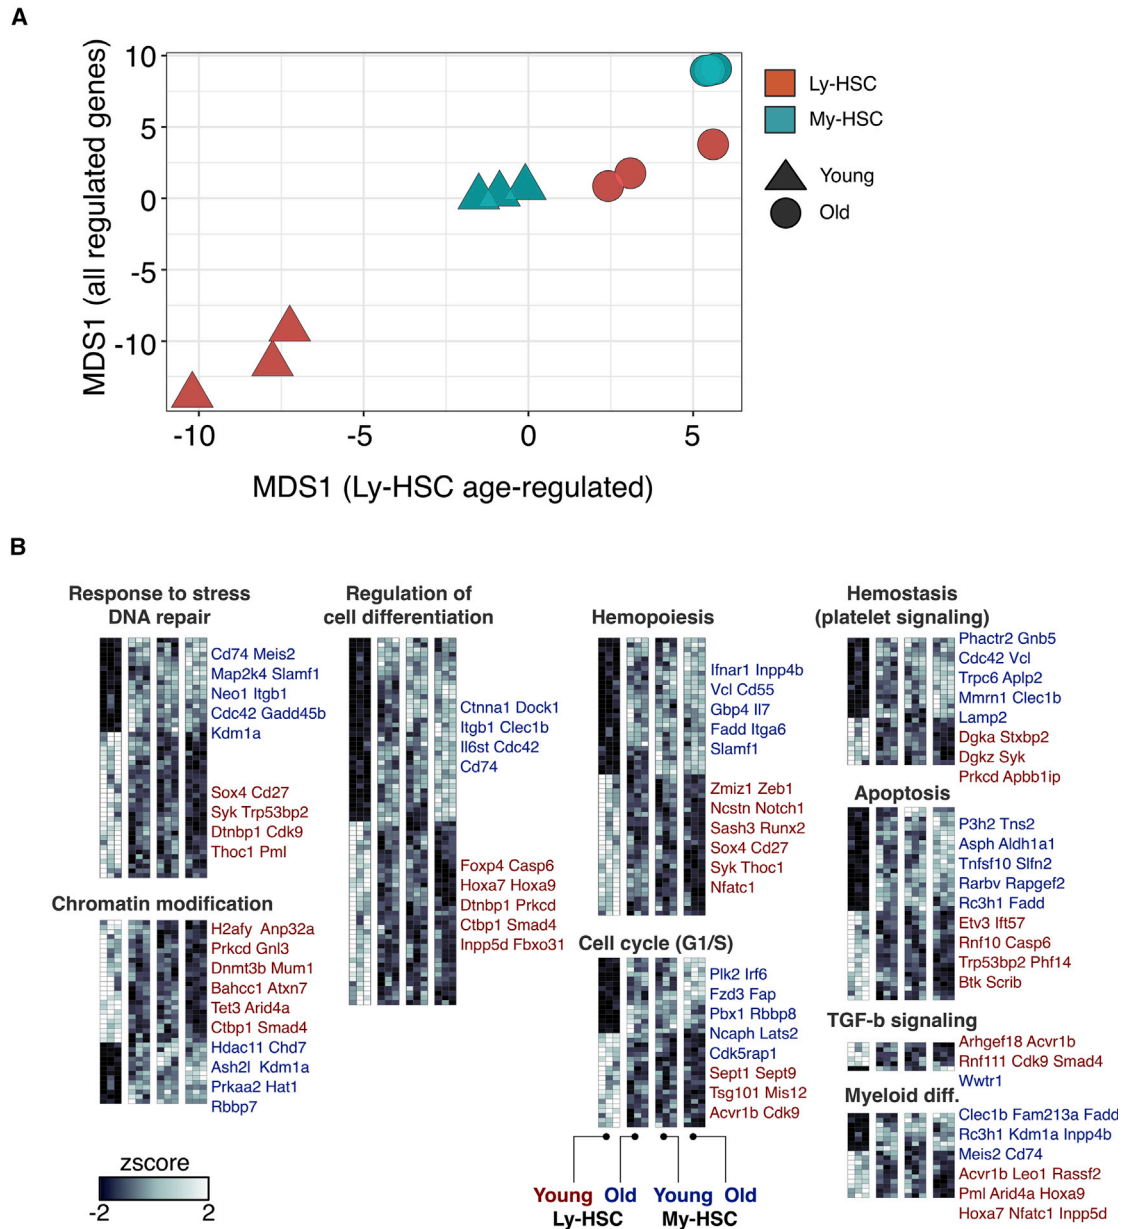 A
10
5
0
-5
-10
MDS1 (all regulated genes)
-10
-5
0
5
MDS1 (Ly-HSC age-regulated)
Ly-HSC
My-HSC
Young
Old
B
Response to stress
DNA repair
Cd74 Meis2
Map2k4 Slamf1
Neo1 Itgb1
Cdc42 Gadd45b
Kdm1a
Sox4 Cd27
Syk Trp53bp2
Dtnbp1 Cdk9
Thoc1 Pml
Chromatin modification
H2afy Anp32a
Prkcd Gnl3
Dnmt3b Mum1
Bahcc1 Atxn7
Tet3 Arid4a
Ctbp1 Smad4
Hdac11 Chd7
Ash2l Kdm1a
Prkaa2 Hat1
Rbbp7
Regulation of
cell differentiation
Ctnna1 Dock1
Itgb1 Clec1b
Il6st Cdc42
Cd74
Foxp4 Casp6
Hoxa7 Hoxa9
Dtnbp1 Prkcd
Ctbp1 Smad4
Inpp5d Fbxo31
Hemopoiesis
Ifnar1 Inpp4b
Vcl Cd55
Gbp4 Il7
Fadd Itga6
Slamf1
Zmiz1 Zeb1
Ncstn Notch1
Sash3 Runx2
Sox4 Cd27
Syk Thoc1
Nfatc1
Cell cycle (G1/S)
Plk2 Irf6
Fzd3 Fap
Pbx1 Rbbp8
Ncaph Lats2
Cdk5rap1
Sept1 Sept9
Tsg101 Mis12
Acvr1b Cdk9
Hemostasis
(platelet signaling)
Phactr2 Gnb5
Cdc42 Vcl
Trpc6 Aplp2
Mmrn1 Clec1b
Lamp2
Dgka Stxbp2
Dgkz Syk
Prkcd Apbb1ip
Apoptosis
P3h2 Tns2
Asph Aldh1a1
Tnfsf10 Slfn2
Rarbv Rapgef2
Rc3h1 Fadd
Etv3 Ift57
Rnf10 Casp6
Trp53bp2 Phf14
Btk Scrib
TGF-b signaling
Arhgef18 Acvr1b
Rnf111 Cdk9 Smad4
Wwtr1
Myeloid diff.
Clec1b Fam213a Fadd
Rc3h1 Kdm1a Inpp4b
Meis2 Cd74
Acvr1b Leo1 Rassf2
Pml Arid4a Hoxa9
Hoxa7 Nfatc1 Inpp5d
zscore
-2 2
Young Old Young Old
Ly-HSC My-HSC